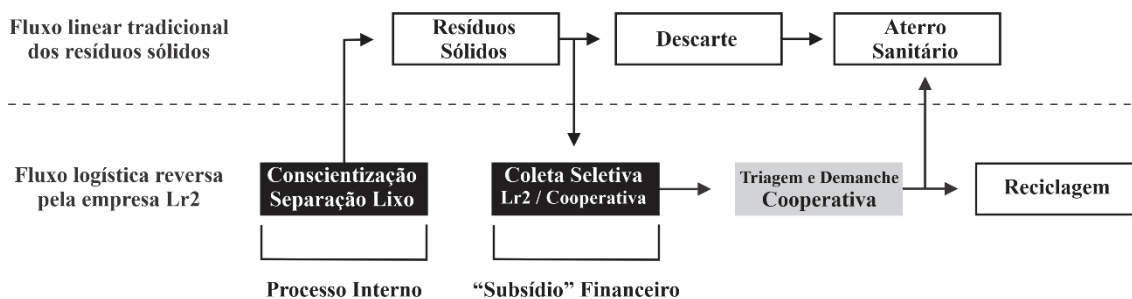 Fluxo linear tradicional
dos resíduos sólidos
Resíduos
Sólidos
Descarte
Aterro
Sanitário
Fluxo logística reversa
pela empresa Lr2
Conscientização
Separação Lixo
Coleta Seletiva
Lr2 / Cooperativa
Triagem e Demanche
Cooperativa
Reciclagem
Processo Interno
“Subsídio” Financeiro